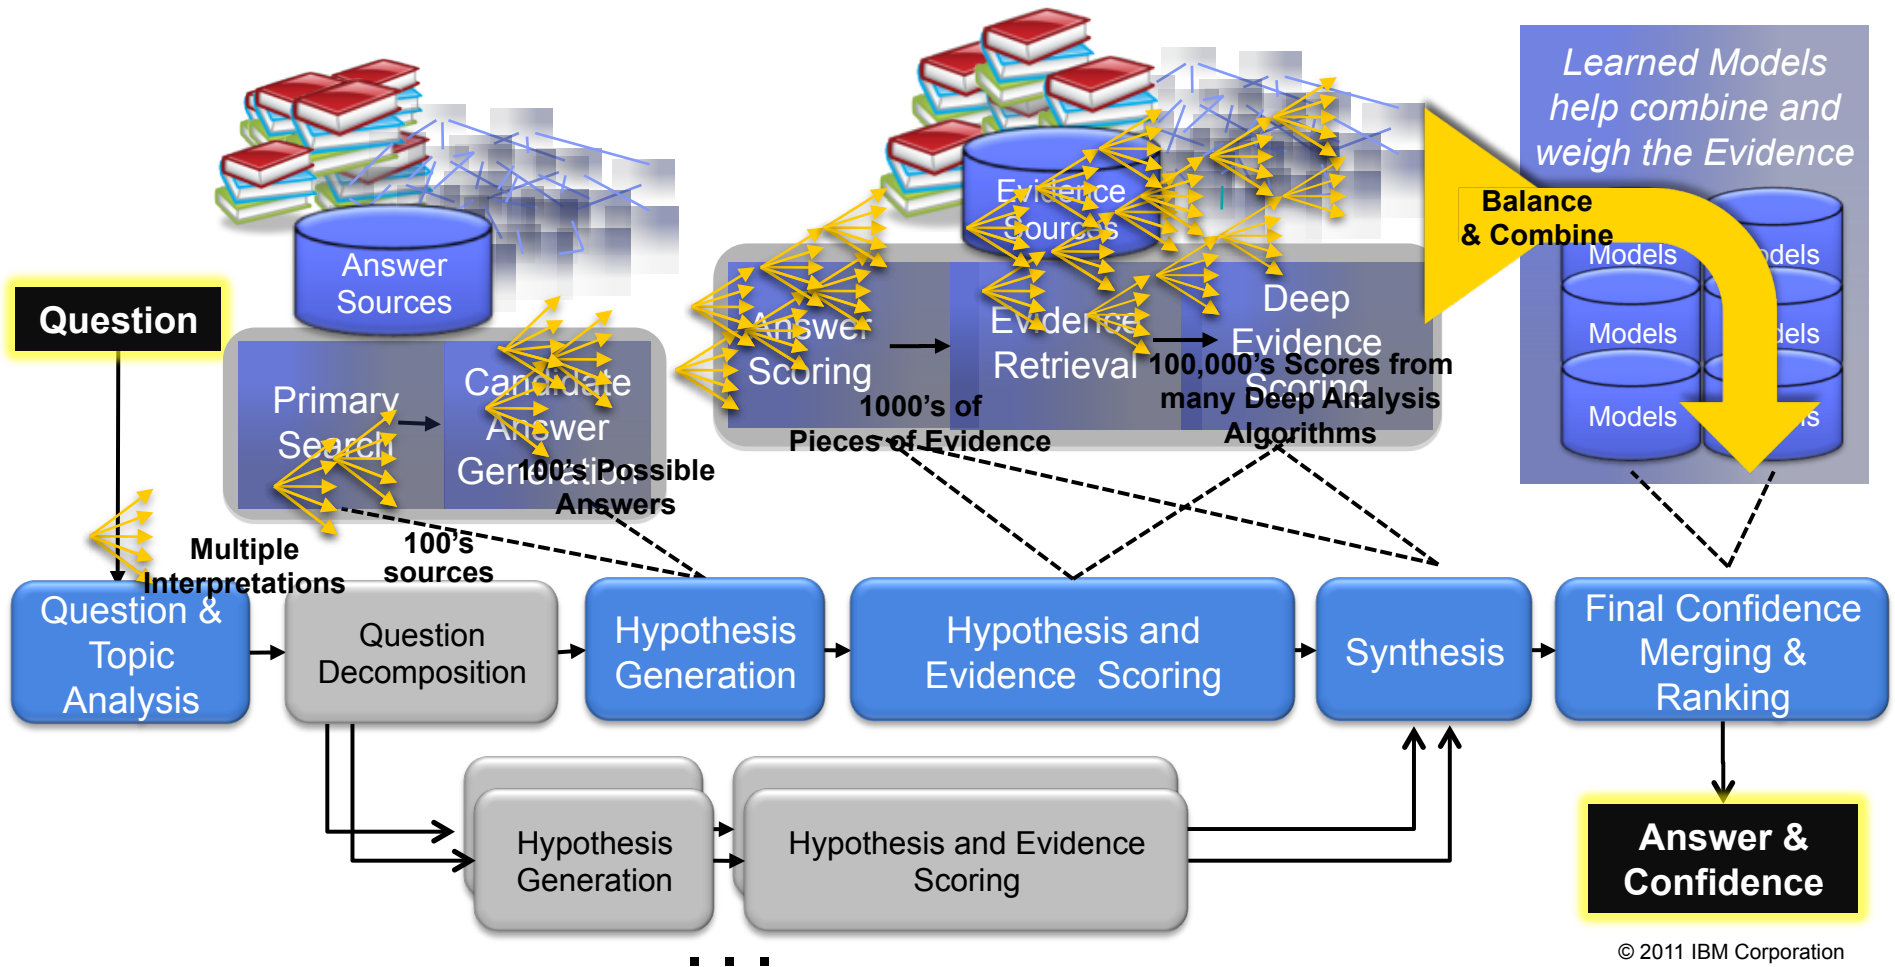 Learned Models
help combine and
weigh the Evidence
Balance
& Combine
Models
Models
Models
Models
Models
Models
Evidence
Sources
Answer
Sources
Question
Primary
Search
Candidate
Answer
Generation
100's Possible
Answers
Answer
Scoring
Evidence
Retrieval
Deep
Evidence
Scoring
1000's of
Pieces of Evidence
100,000's Scores from
many Deep Analysis
Algorithms
Multiple
Interpretations
100's
sources
Question &
Topic
Analysis
Question
Decomposition
Hypothesis
Generation
Hypothesis and
Evidence Scoring
Synthesis
Final Confidence
Merging &
Ranking
Hypothesis
Generation
Hypothesis and Evidence
Scoring
Answer &
Confidence
. . .
© 2011 IBM Corporation